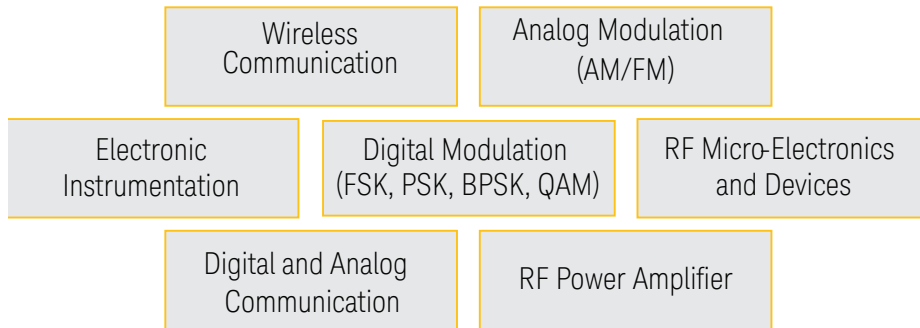 Wireless
Communication
Analog Modulation
(AM/FM)
Electronic
Instrumentation
Digital Modulation
(FSK, PSK, BPSK, QAM)
RF Micro-Electronics
and Devices
Digital and Analog
Communication
RF Power Amplifier